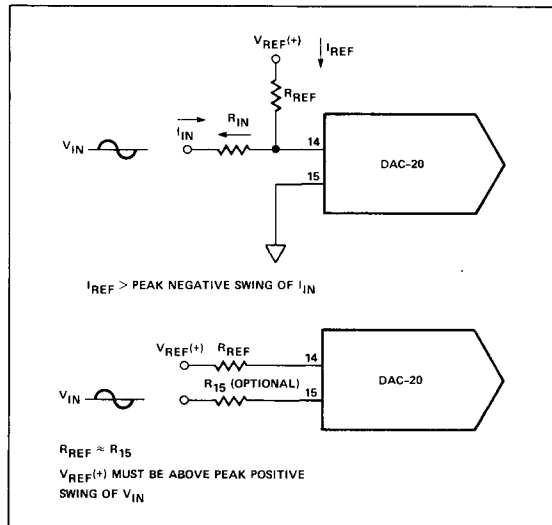 VREF(+)
IREF
RREF
RIN
IIN
VIN
14
15
DAC-20
IREF > PEAK NEGATIVE SWING OF IIN
VREF(+)
RREF
14
VIN
R15 (OPTIONAL)
15
DAC-20
RREF ≈ R15
VREF(+) MUST BE ABOVE PEAK POSITIVE
SWING OF VIN